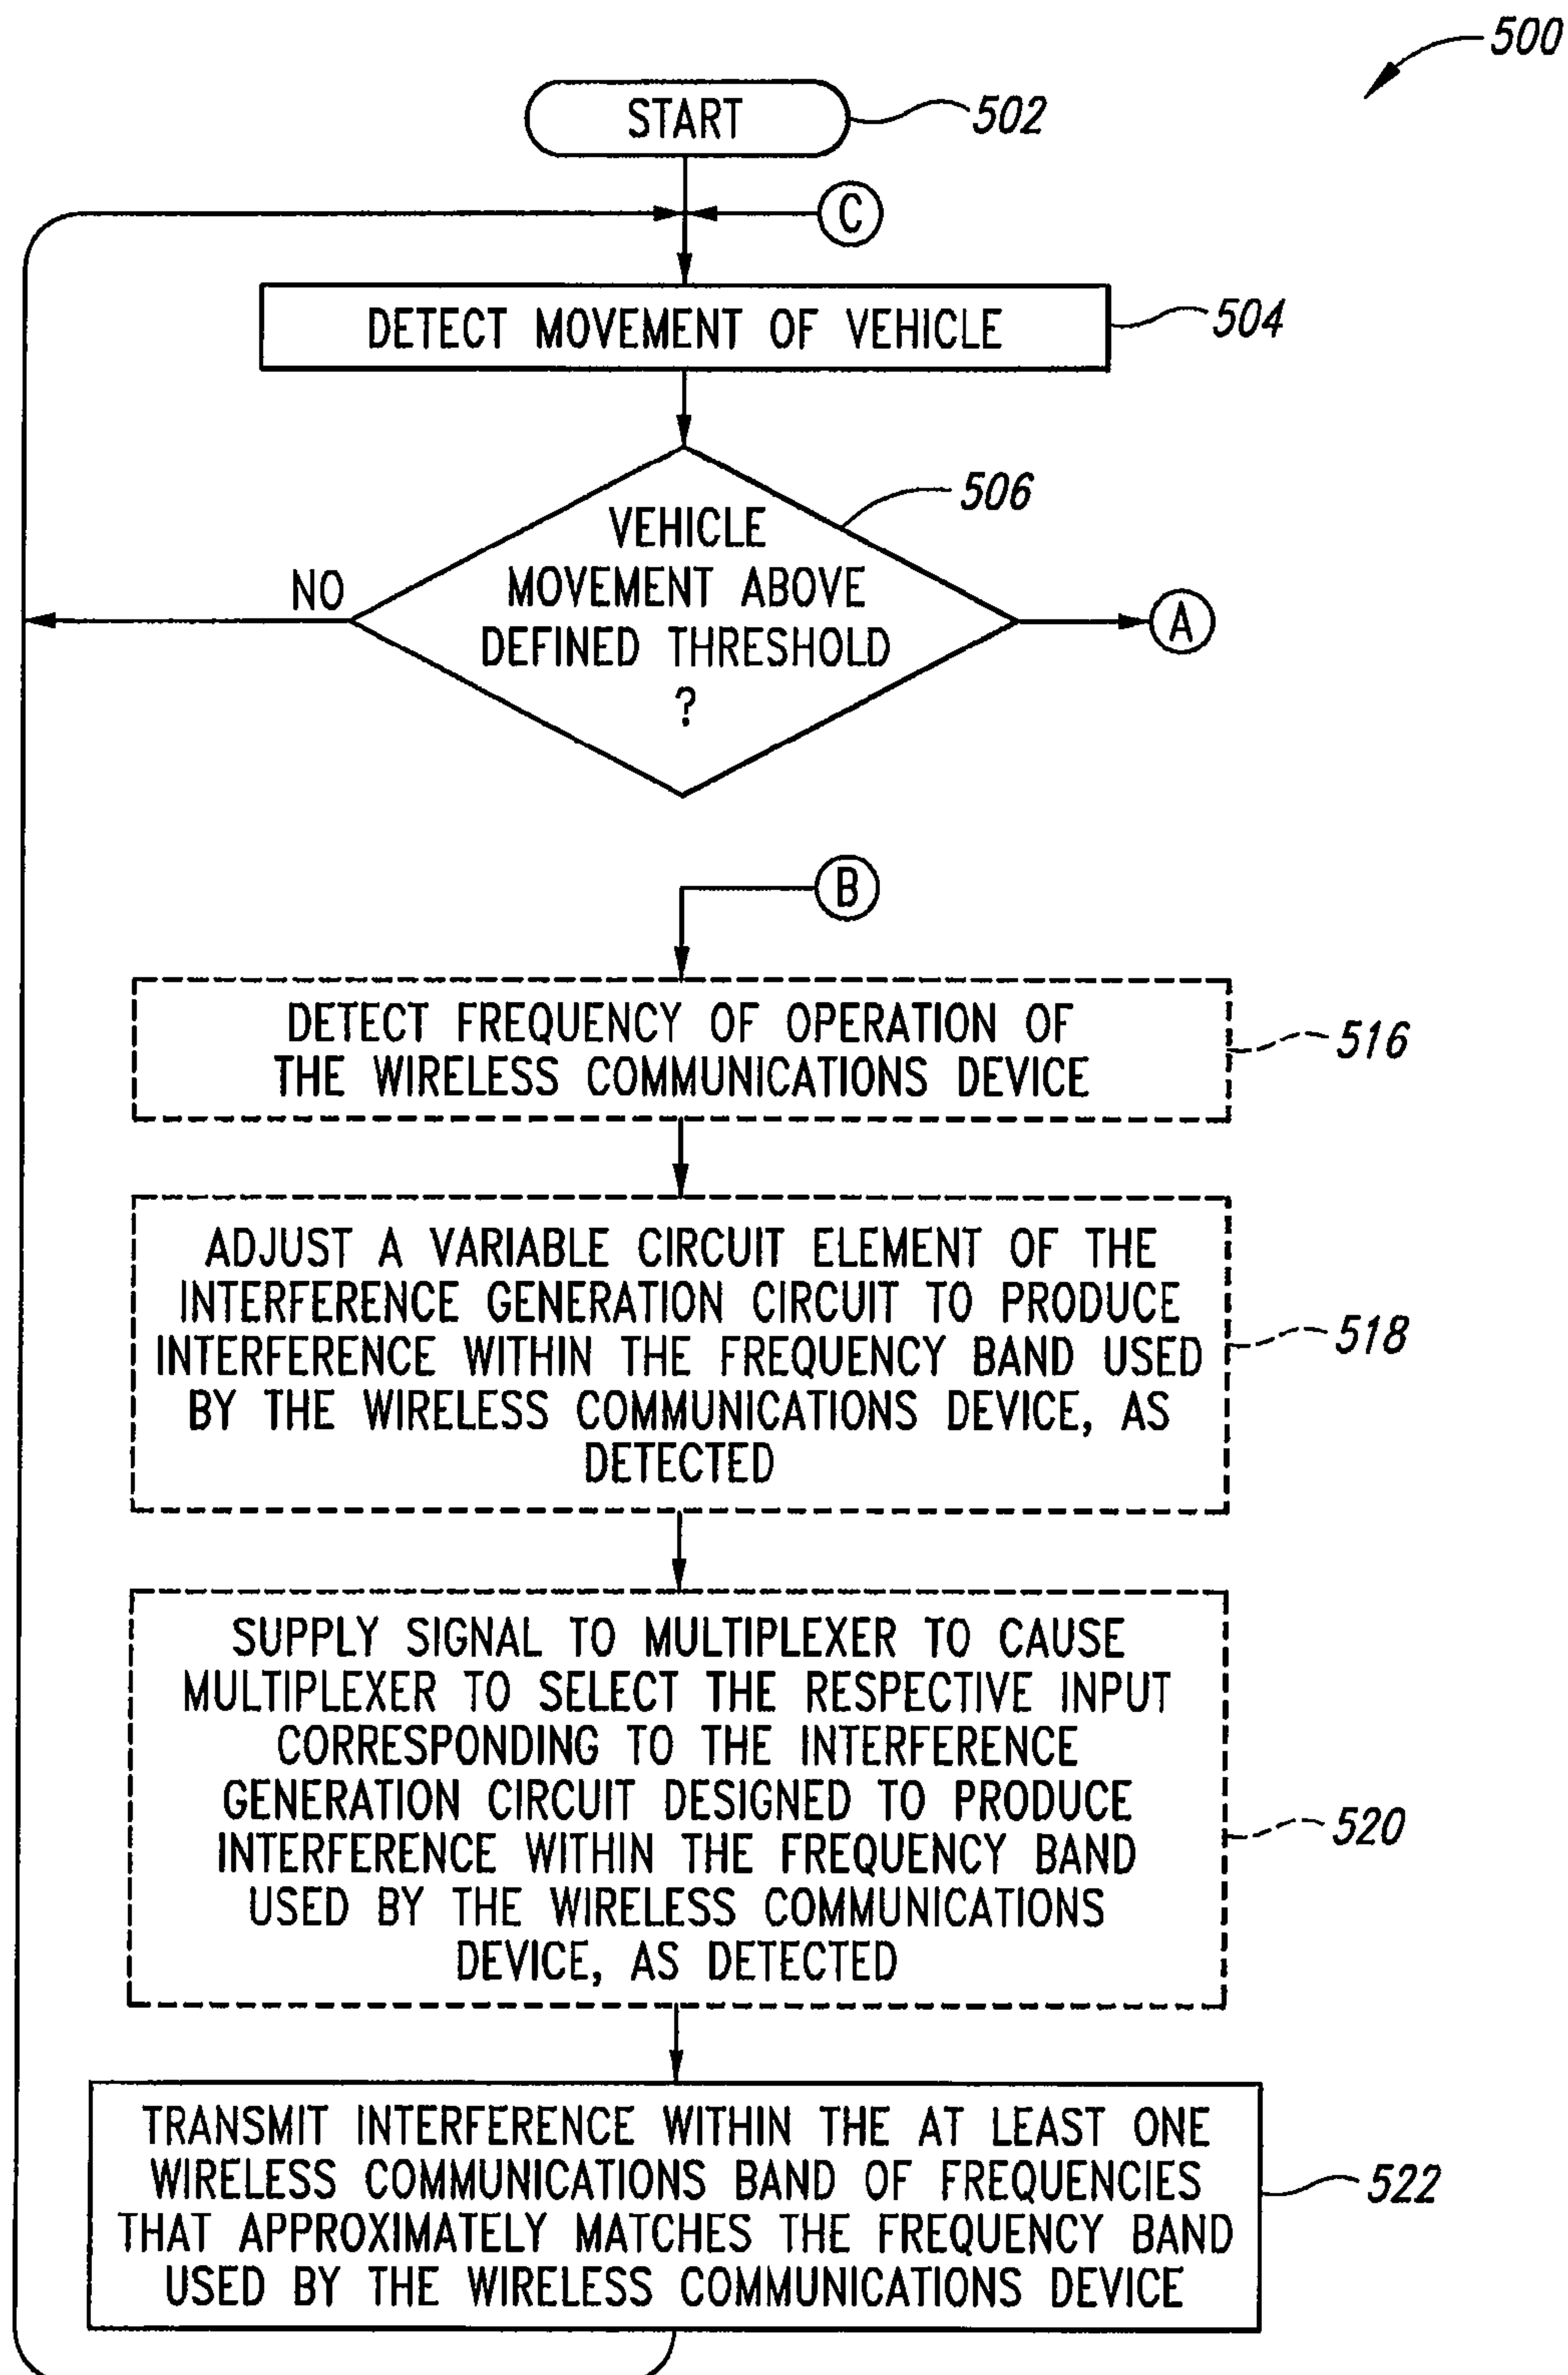 500
START
502
C
DETECT MOVEMENT OF VEHICLE
504
506
VEHICLE
MOVEMENT ABOVE
DEFINED THRESHOLD
?
NO
A
B
DETECT FREQUENCY OF OPERATION OF
THE WIRELESS COMMUNICATIONS DEVICE
516
ADJUST A VARIABLE CIRCUIT ELEMENT OF THE
INTERFERENCE GENERATION CIRCUIT TO PRODUCE
INTERFERENCE WITHIN THE FREQUENCY BAND USED
BY THE WIRELESS COMMUNICATIONS DEVICE, AS
DETECTED
518
SUPPLY SIGNAL TO MULTIPLEXER TO CAUSE
MULTIPLEXER TO SELECT THE RESPECTIVE INPUT
CORRESPONDING TO THE INTERFERENCE
GENERATION CIRCUIT DESIGNED TO PRODUCE
INTERFERENCE WITHIN THE FREQUENCY BAND
USED BY THE WIRELESS COMMUNICATIONS
DEVICE, AS DETECTED
520
TRANSMIT INTERFERENCE WITHIN THE AT LEAST ONE
WIRELESS COMMUNICATIONS BAND OF FREQUENCIES
THAT APPROXIMATELY MATCHES THE FREQUENCY BAND
USED BY THE WIRELESS COMMUNICATIONS DEVICE
522